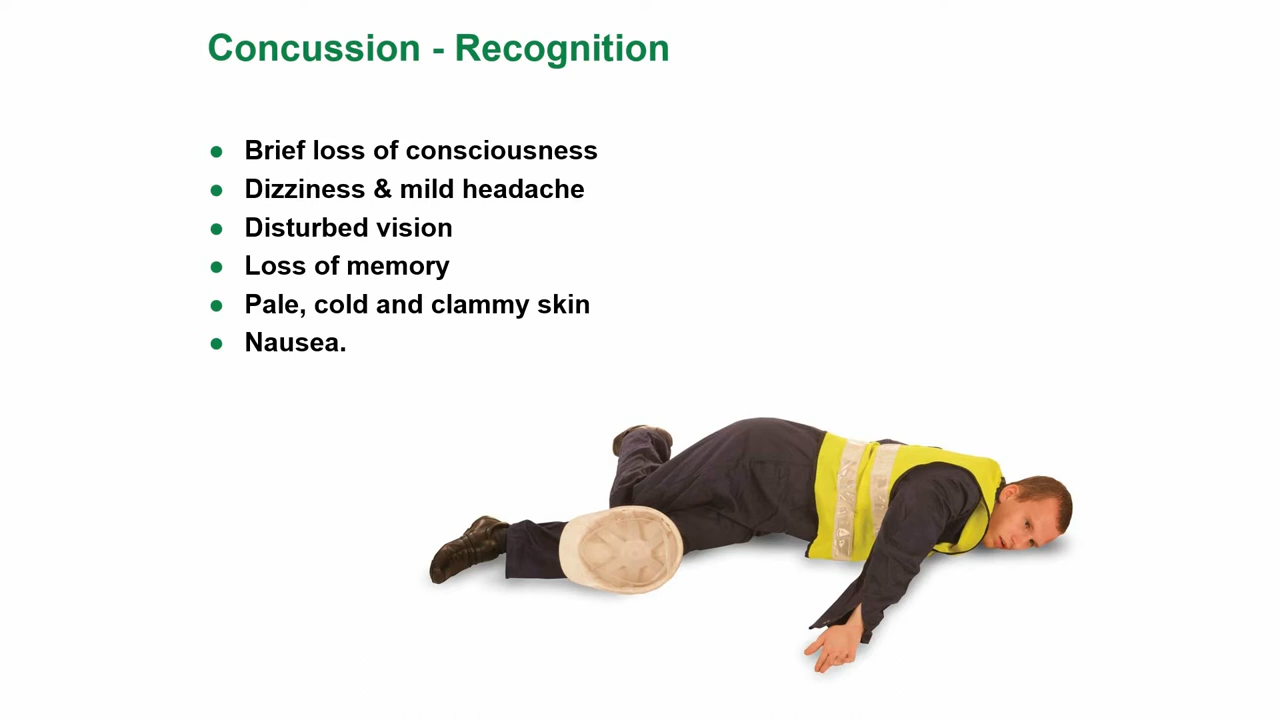 Concussion - Recognition
● Brief loss of consciousness
● Dizziness & mild headache
● Disturbed vision
● Loss of memory
● Pale, cold and clammy skin
● Nausea.